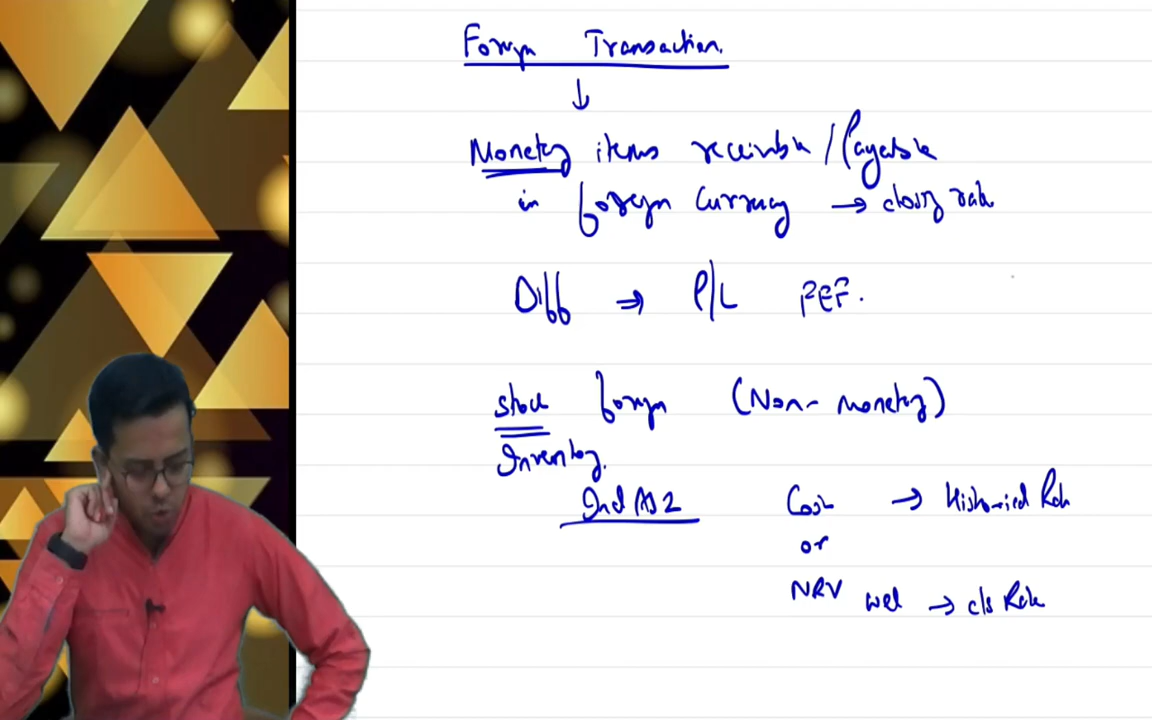 Foreign Transaction.
↓
Monetary items receivable / Payable
in foreign currency → closing rate
Diff ⇒ P/L FEF.
Stock foreign (Non-monetary)
Inventory.
Ind AS 2 Cost → Historical Rate
or
NRV → cls Rate